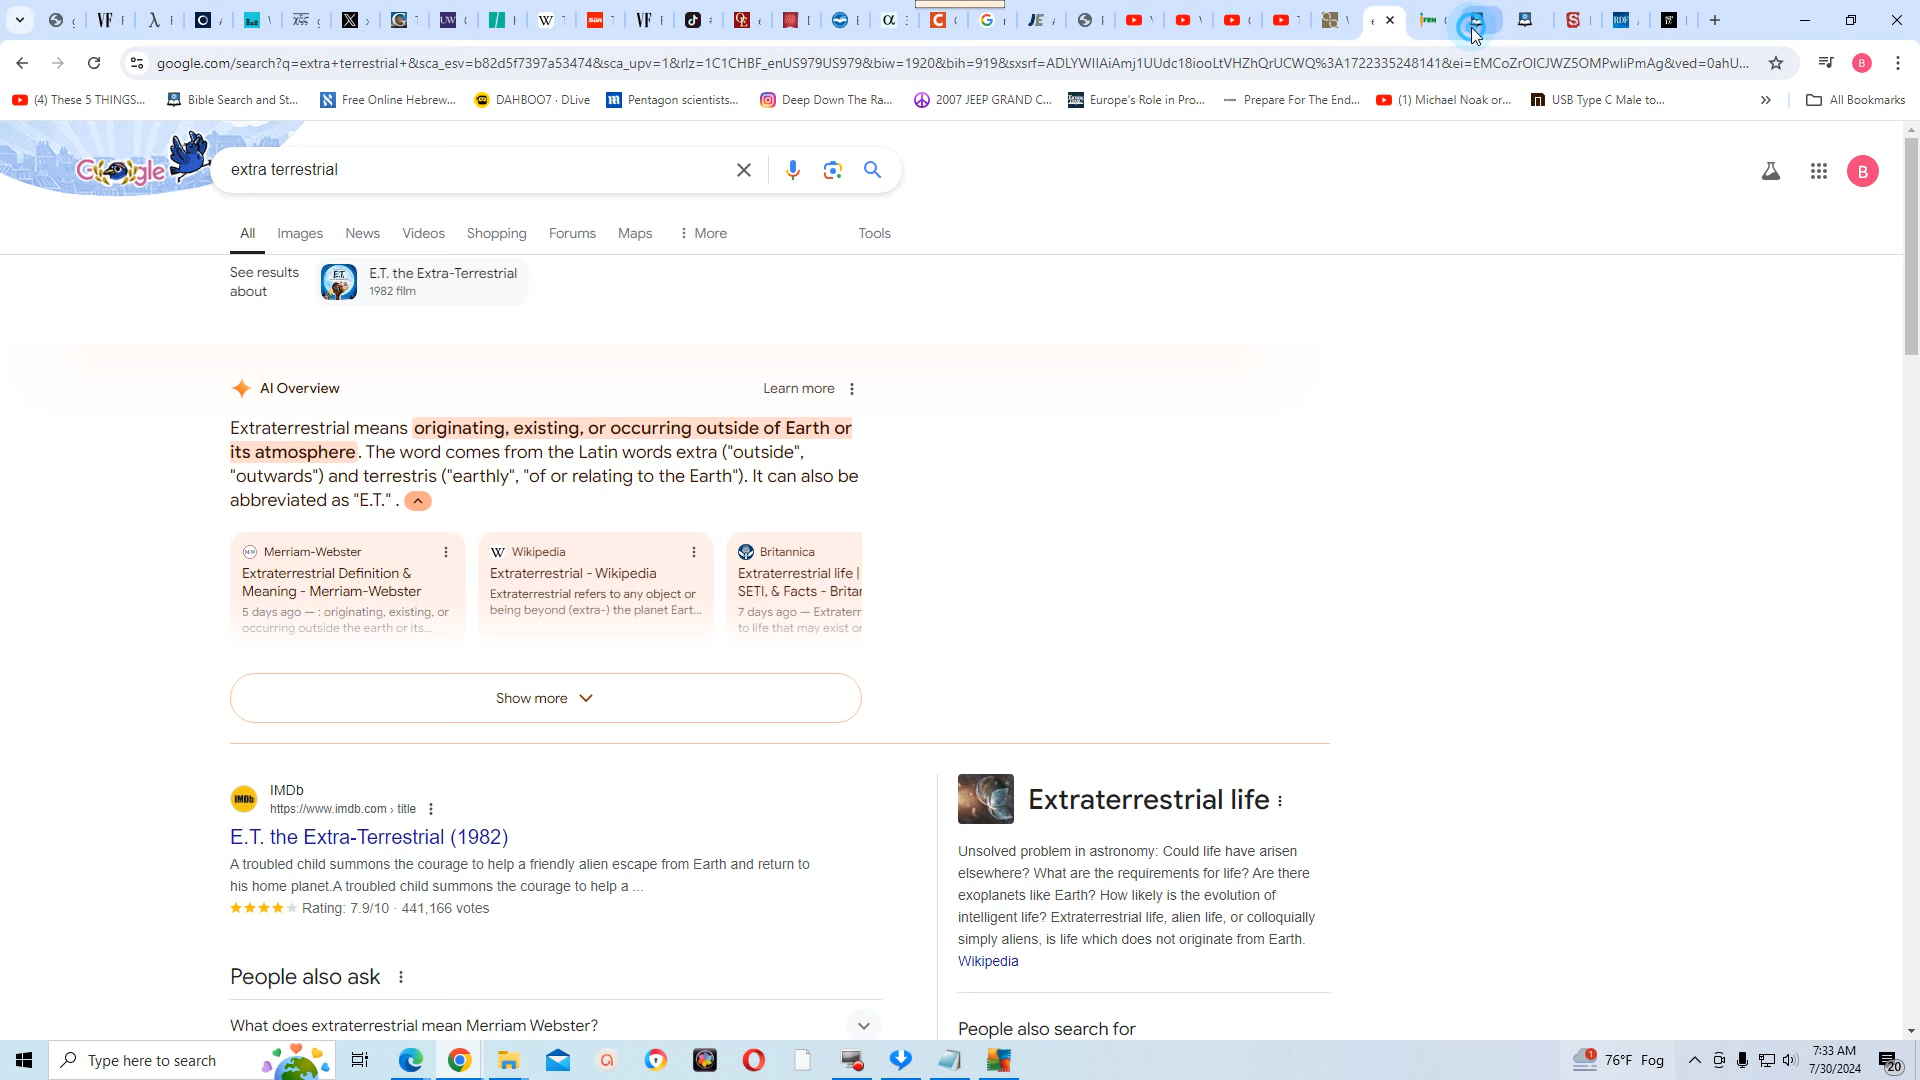 google.com/search?q=extra+terrestrial+&sca_esv=b82d5f7397a53474&sca_upv=1&rlz=1C1CHBF_enUS979US979&biw=1920&bih=919&sxsrf=ADLYWIIAiAmj1UUdc18iooLtVHZhQrUCWQ%3A1722335248141&ei=EMCoZrOICJWZ5OMPwIiPmAg&ved=0ahU...
B
(4) These 5 THINGS...
Bible Search and St...
Free Online Hebrew...
DAHBOO7 · DLive
Pentagon scientists...
Deep Down The Ra...
2007 JEEP GRAND C...
Europe's Role in Pro...
Prepare For The End...
(1) Michael Noak or...
USB Type C Male to...
All Bookmarks
Google
extra terrestrial
B
All Images News Videos Shopping Forums Maps More Tools
See results about
E.T. the Extra-Terrestrial
1982 film
AI Overview
Learn more
Extraterrestrial means originating, existing, or occurring outside of Earth or
its atmosphere. The word comes from the Latin words extra ("outside",
"outwards") and terrestris ("earthly", "of or relating to the Earth"). It can also be
abbreviated as "E.T." .
Merriam-Webster
Extraterrestrial Definition &
Meaning - Merriam-Webster
5 days ago — : originating, existing, or
occurring outside the earth or its...
Wikipedia
Extraterrestrial - Wikipedia
Extraterrestrial refers to any object or
being beyond (extra-) the planet Eart...
Britannica
Extraterrestrial life |
SETI, & Facts - Britar
7 days ago — Extraterr
to life that may exist or
Show more
IMDb
https://www.imdb.com › title
E.T. the Extra-Terrestrial (1982)
A troubled child summons the courage to help a friendly alien escape from Earth and return to
his home planet.A troubled child summons the courage to help a ...
Rating: 7.9/10 · 441,166 votes
People also ask
What does extraterrestrial mean Merriam Webster?
Extraterrestrial life
Unsolved problem in astronomy: Could life have arisen
elsewhere? What are the requirements for life? Are there
exoplanets like Earth? How likely is the evolution of
intelligent life? Extraterrestrial life, alien life, or colloquially
simply aliens, is life which does not originate from Earth.
Wikipedia
People also search for
Type here to search
76°F Fog
7:33 AM
7/30/2024
20